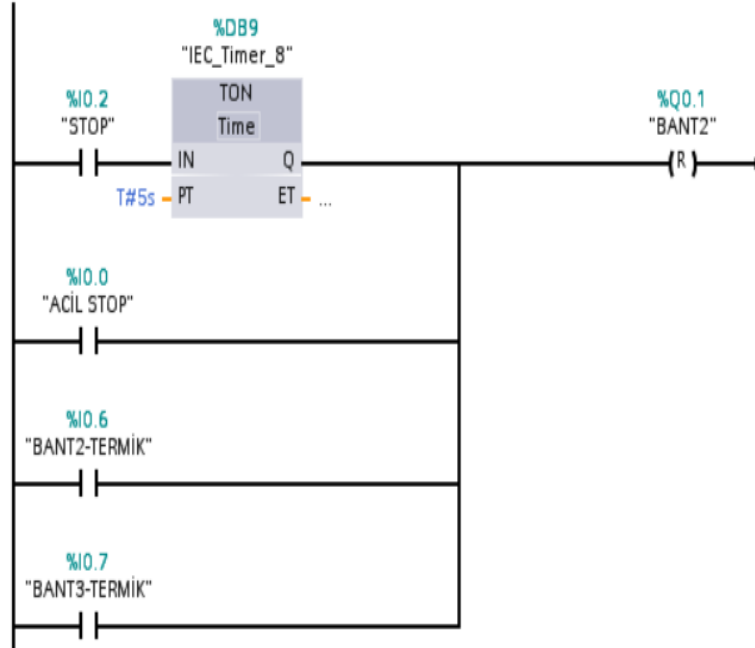 %DB9
"IEC_Timer_8"
%I0.2
"STOP"
TON
Time
%Q0.1
"BANT2"
IN Q
R
T#5s PT ET ...
%I0.0
"ACİL STOP"
%I0.6
"BANT2-TERMİK"
%I0.7
"BANT3-TERMİK"